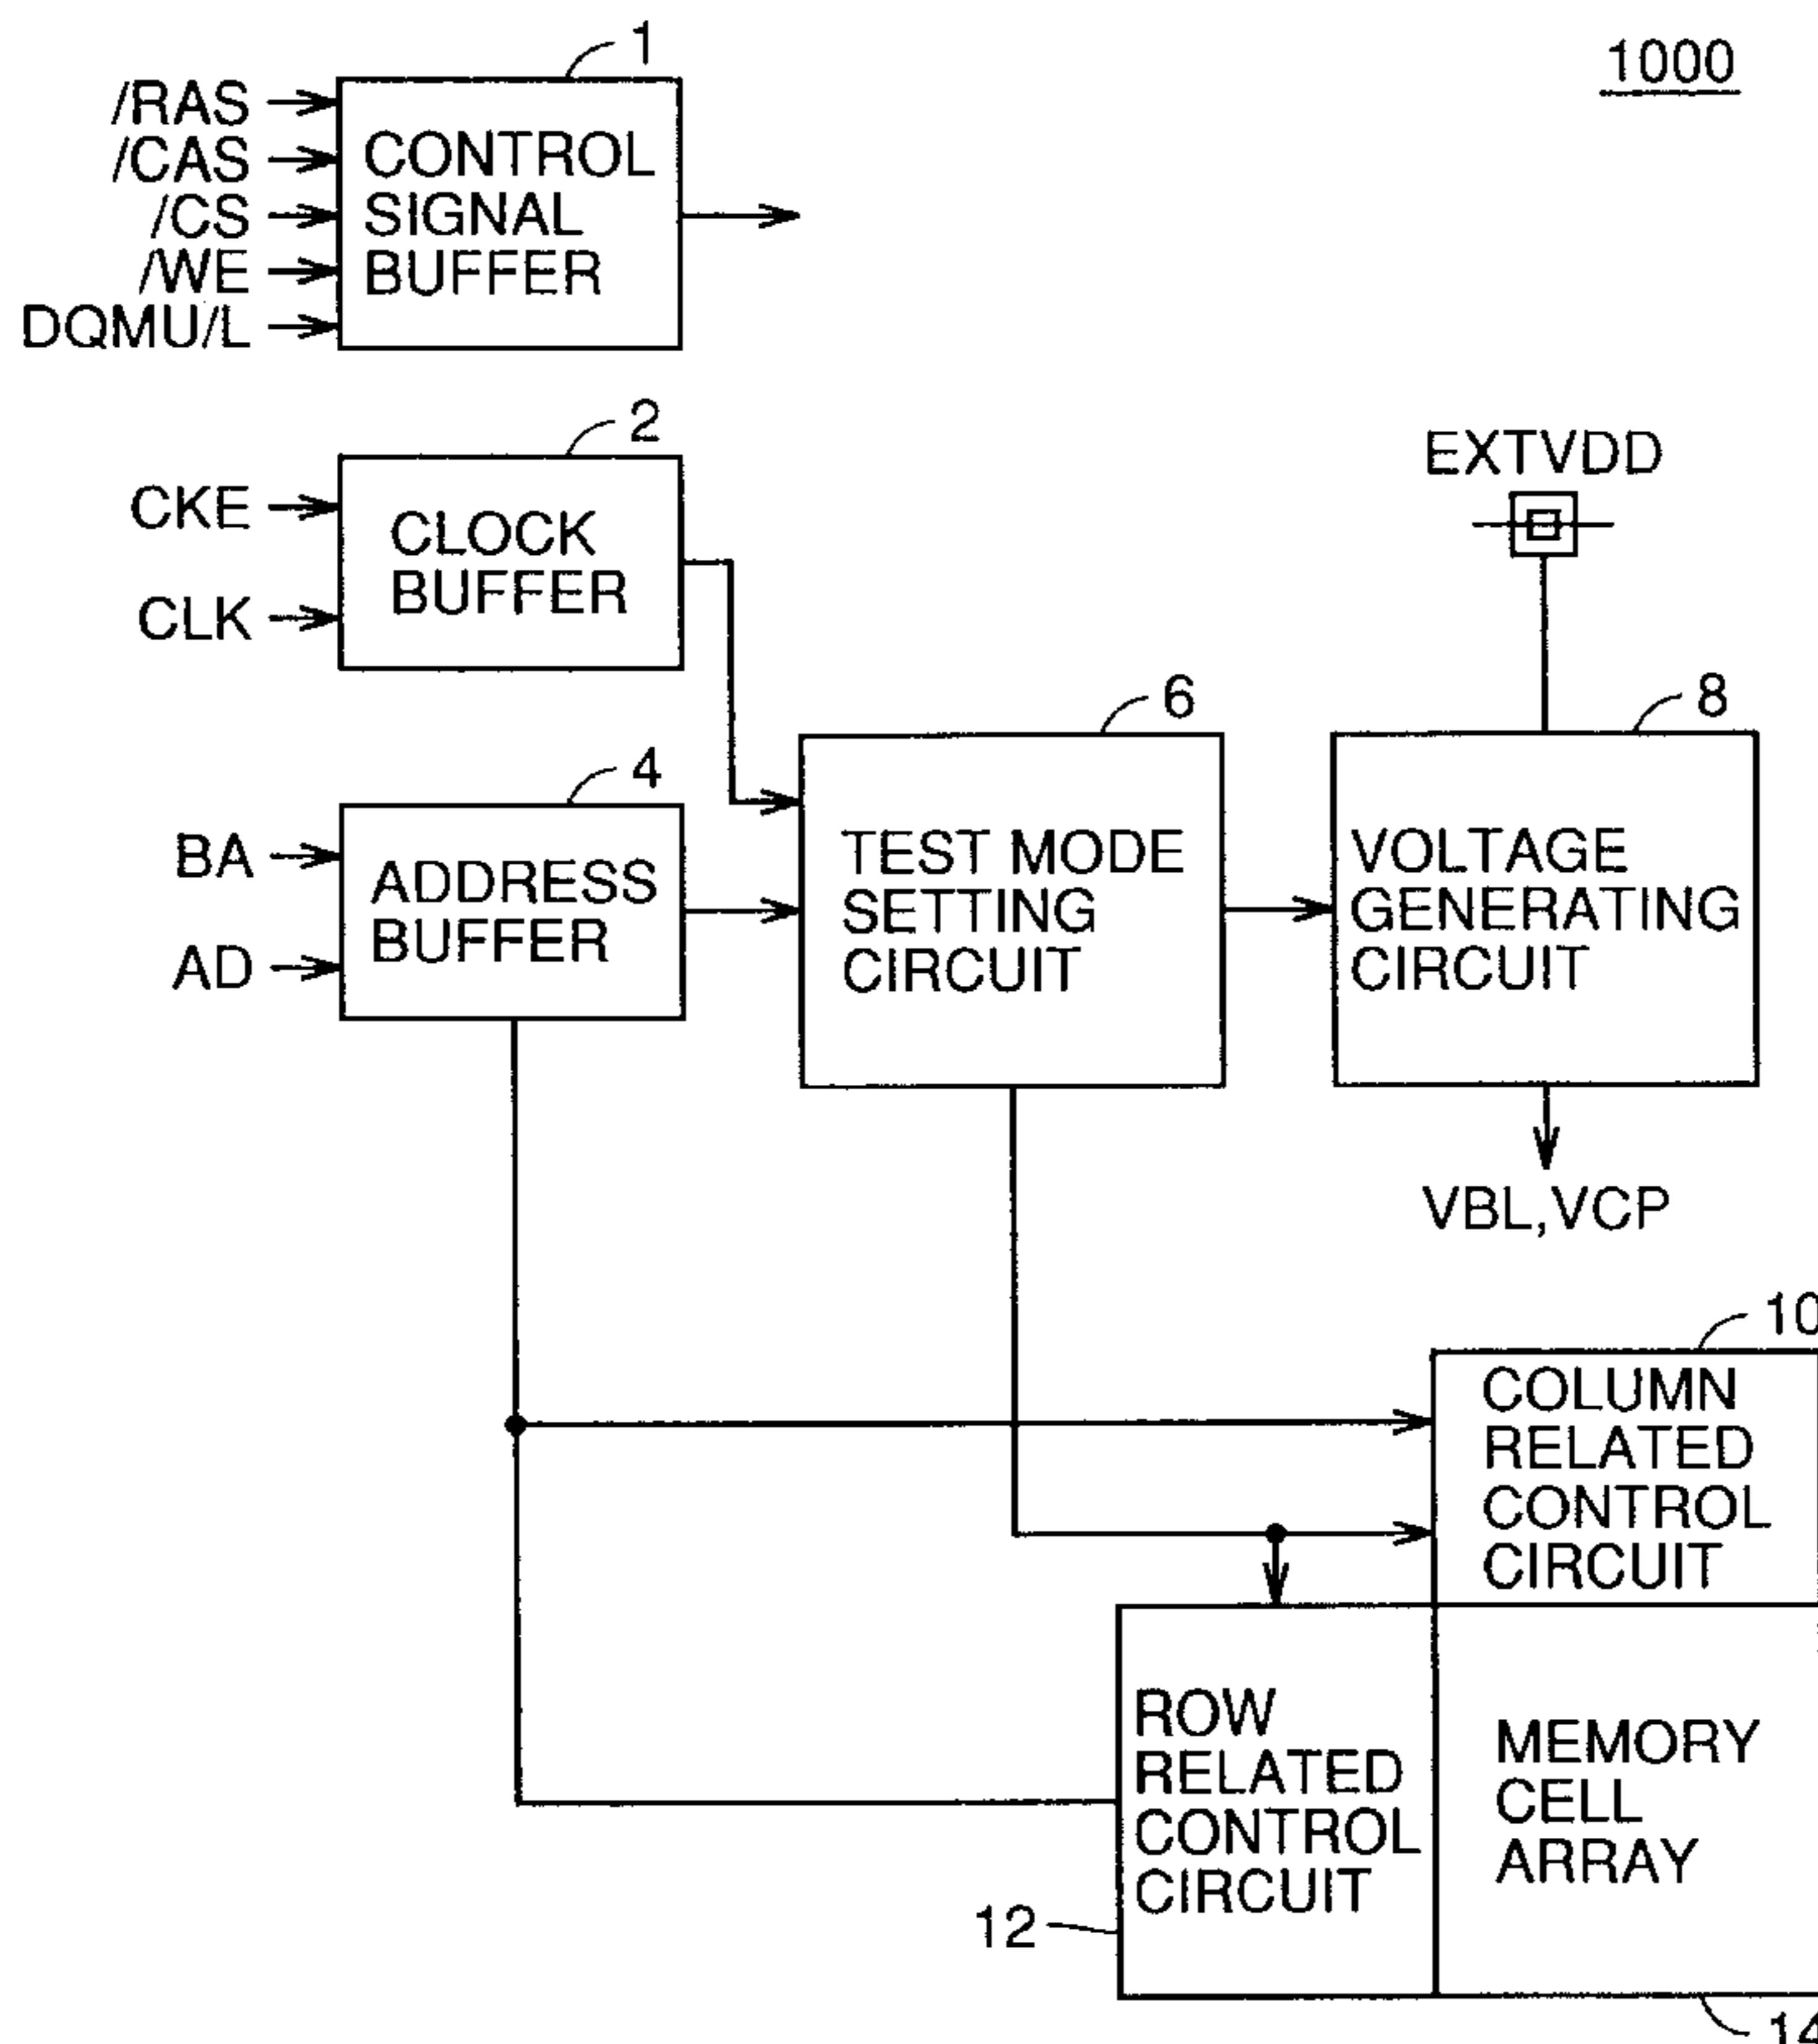 1
1000
/RAS
/CAS
/CS
/WE
DQMU/L
CONTROL
SIGNAL
BUFFER
2
CKE
CLK
CLOCK
BUFFER
EXTVDD
4
BA
AD
ADDRESS
BUFFER
6
TEST MODE
SETTING
CIRCUIT
8
VOLTAGE
GENERATING
CIRCUIT
VBL,VCP
10
COLUMN
RELATED
CONTROL
CIRCUIT
ROW
RELATED
CONTROL
CIRCUIT
12
MEMORY
CELL
ARRAY
14